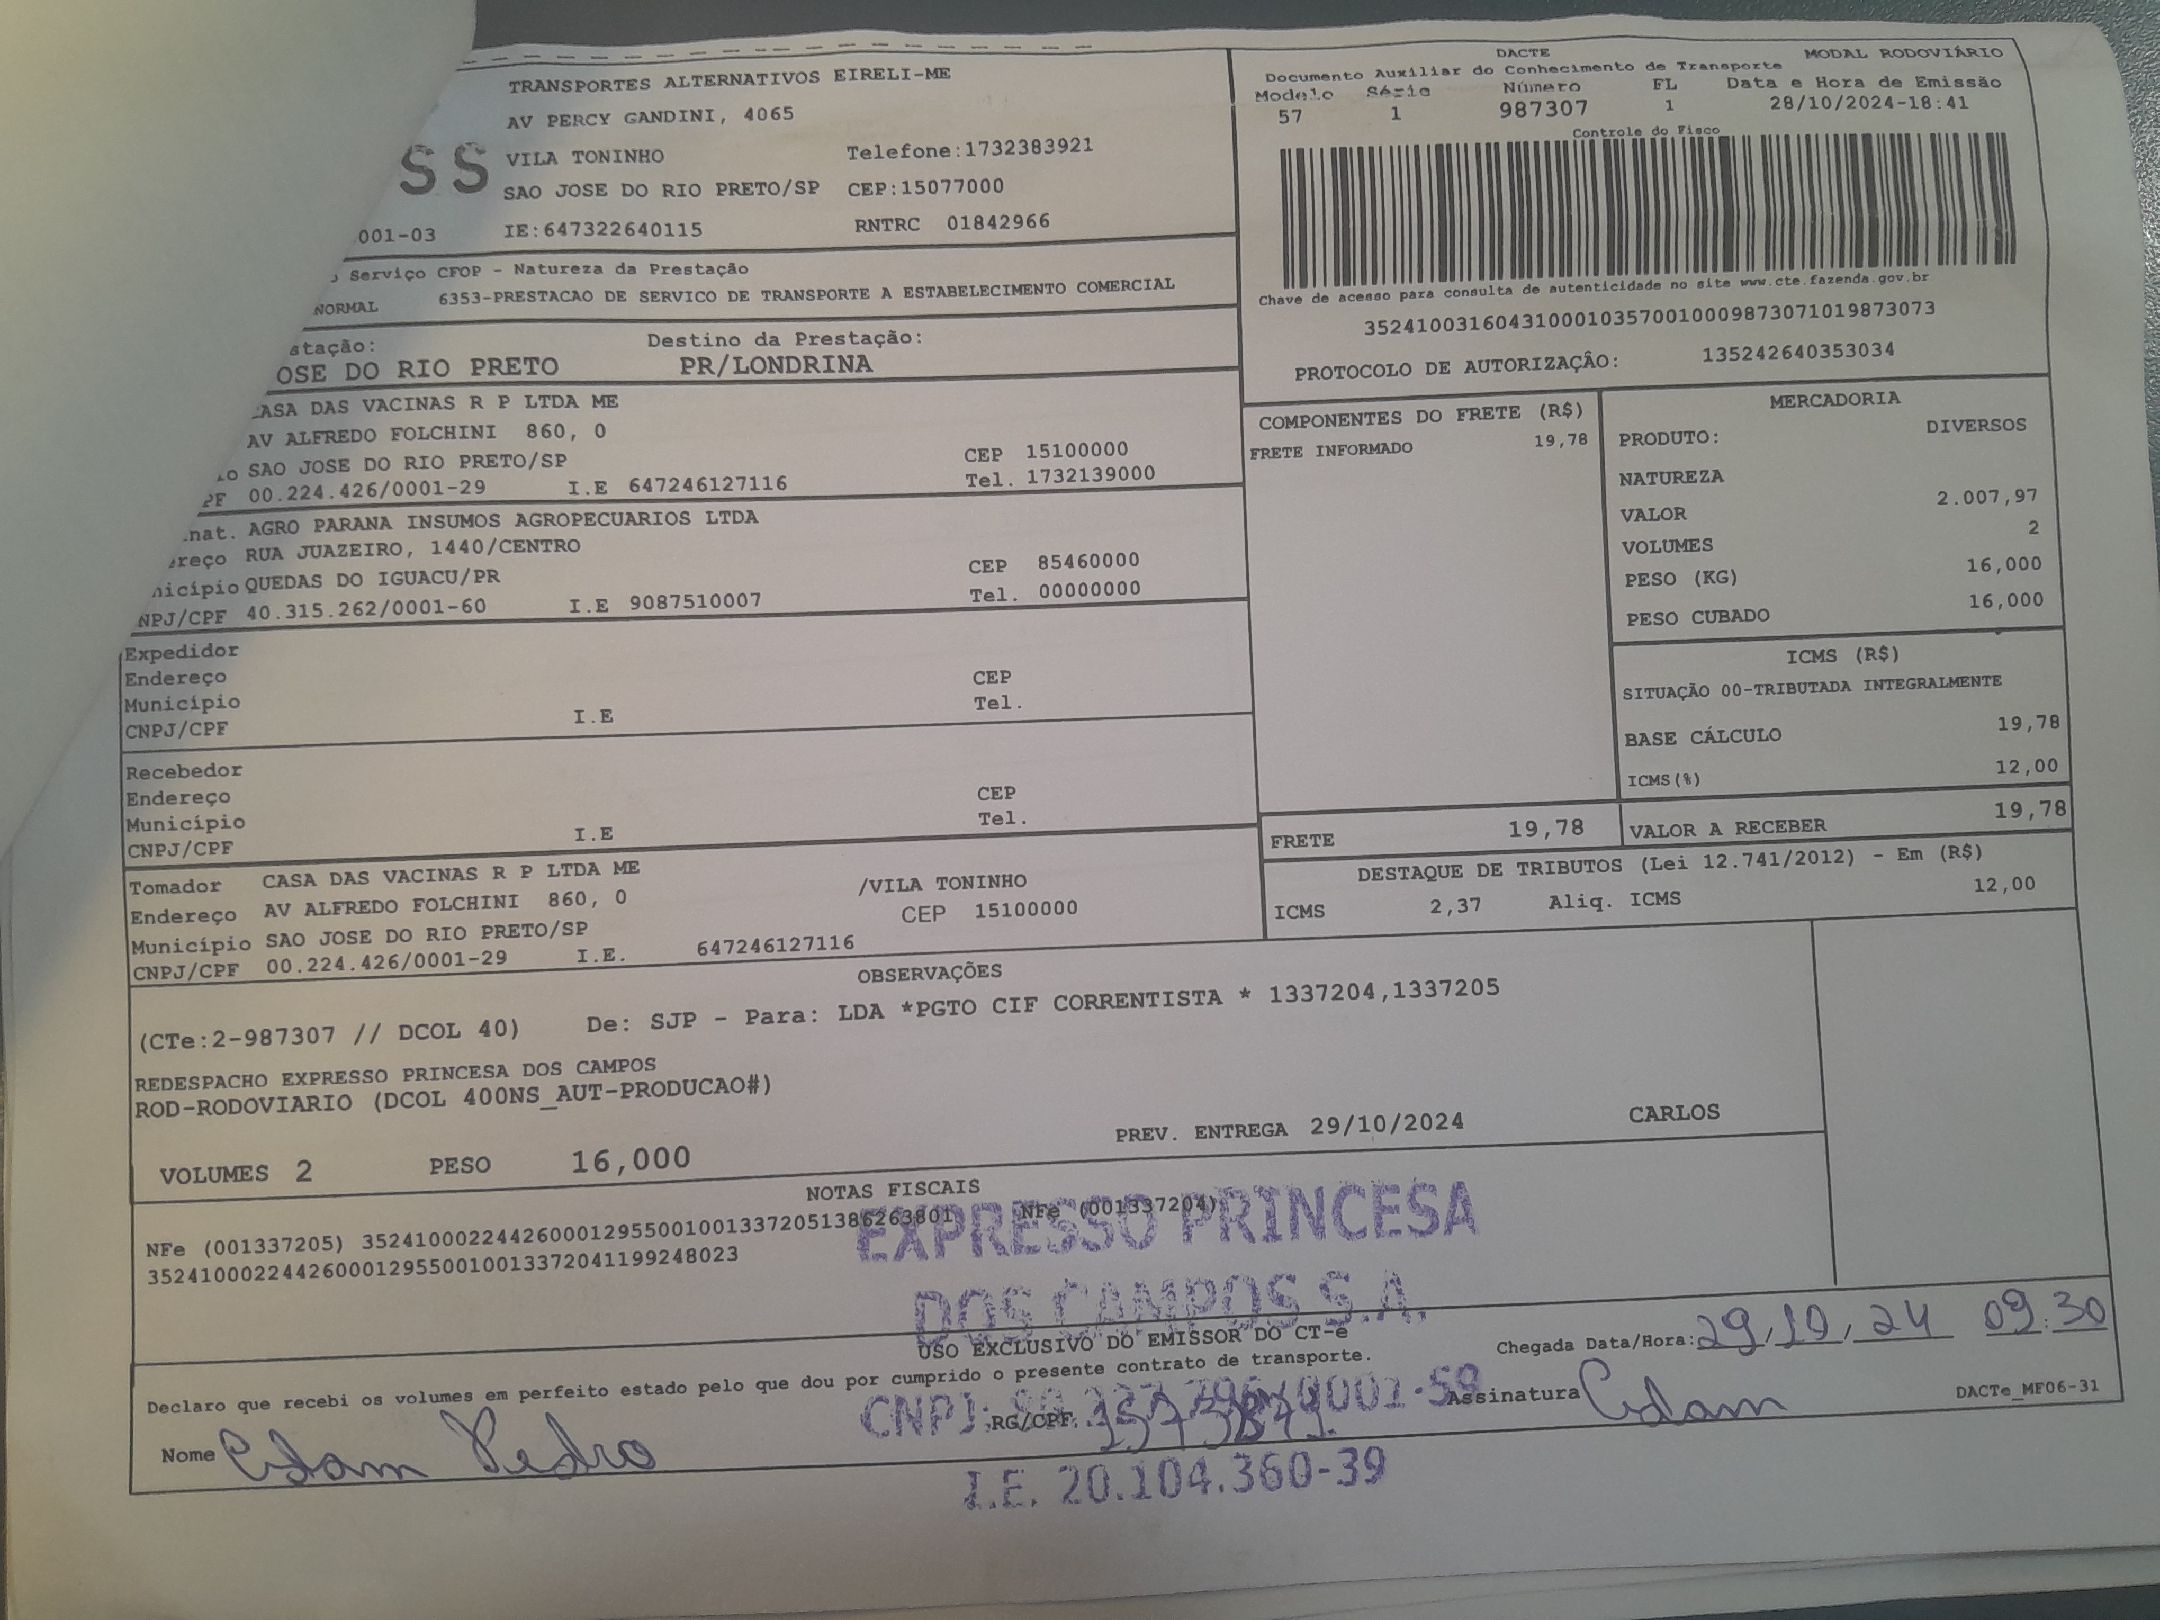 TRANSPORTES ALTERNATIVOS EIRELI-ME
AV PERCY GANDINI, 4065
SS VILA TONINHO Telefone:1732383921
SAO JOSE DO RIO PRETO/SP CEP:15077000
001-03 IE:647322640115 RNTRC 01842966
Serviço CFOP - Natureza da Prestação
NORMAL 6353-PRESTACAO DE SERVICO DE TRANSPORTE A ESTABELECIMENTO COMERCIAL
stação: Destino da Prestação:
OSE DO RIO PRETO PR/LONDRINA
DACTE MODAL RODOVIÁRIO
Documento Auxiliar do Conhecimento de Transporte
Modelo Série Número FL Data e Hora de Emissão
57 1 987307 1 28/10/2024-18:41
Controle do Fisco
Chave de acesso para consulta de autenticidade no site www.cte.fazenda.gov.br
35241003160431000103570010009873071019873073
PROTOCOLO DE AUTORIZAÇÂO: 135242640353034
CASA DAS VACINAS R P LTDA ME
AV ALFREDO FOLCHINI 860, 0
io SAO JOSE DO RIO PRETO/SP CEP 15100000
PF 00.224.426/0001-29 I.E 647246127116 Tel. 1732139000
nat. AGRO PARANA INSUMOS AGROPECUARIOS LTDA
ereço RUA JUAZEIRO, 1440/CENTRO
nicípio QUEDAS DO IGUACU/PR CEP 85460000
NPJ/CPF 40.315.262/0001-60 I.E 9087510007 Tel. 00000000
Expedidor
Endereço CEP
Município Tel.
CNPJ/CPF I.E
Recebedor
Endereço CEP
Município Tel.
CNPJ/CPF I.E
Tomador CASA DAS VACINAS R P LTDA ME
Endereço AV ALFREDO FOLCHINI 860, 0 /VILA TONINHO
Município SAO JOSE DO RIO PRETO/SP CEP 15100000
CNPJ/CPF 00.224.426/0001-29 I.E. 647246127116
COMPONENTES DO FRETE (R$)
FRETE INFORMADO 19,78
MERCADORIA
PRODUTO: DIVERSOS
NATUREZA
VALOR 2.007,97
VOLUMES 2
PESO (KG) 16,000
PESO CUBADO 16,000
ICMS (R$)
SITUAÇÃO 00-TRIBUTADA INTEGRALMENTE
BASE CÁLCULO 19,78
ICMS(%) 12,00
FRETE 19,78 VALOR A RECEBER 19,78
DESTAQUE DE TRIBUTOS (Lei 12.741/2012) - Em (R$)
ICMS 2,37 Aliq. ICMS 12,00
OBSERVAÇÕES
(CTe:2-987307 // DCOL 40) De: SJP - Para: LDA *PGTO CIF CORRENTISTA * 1337204,1337205
REDESPACHO EXPRESSO PRINCESA DOS CAMPOS
ROD-RODOVIARIO (DCOL 400NS_AUT-PRODUCAO#)
PREV. ENTREGA 29/10/2024 CARLOS
VOLUMES 2 PESO 16,000
NOTAS FISCAIS
NFe (001337205) 35241000224426000129550010013372051386263801 NFe (001337204)
35241000224426000129550010013372041199248023
EXPRESSO PRINCESA
DOS CAMPOS S.A.
USO EXCLUSIVO DO EMISSOR DO CT-e
Declaro que recebi os volumes em perfeito estado pelo que dou por cumprido o presente contrato de transporte.
Chegada Data/Hora: 29/10/24 09:30
CNPJ: 0001-59
Nome Adam Pedro RG/CPF. Assinatura Adam DACTe_MF06-31
I.E. 20.104.360-39